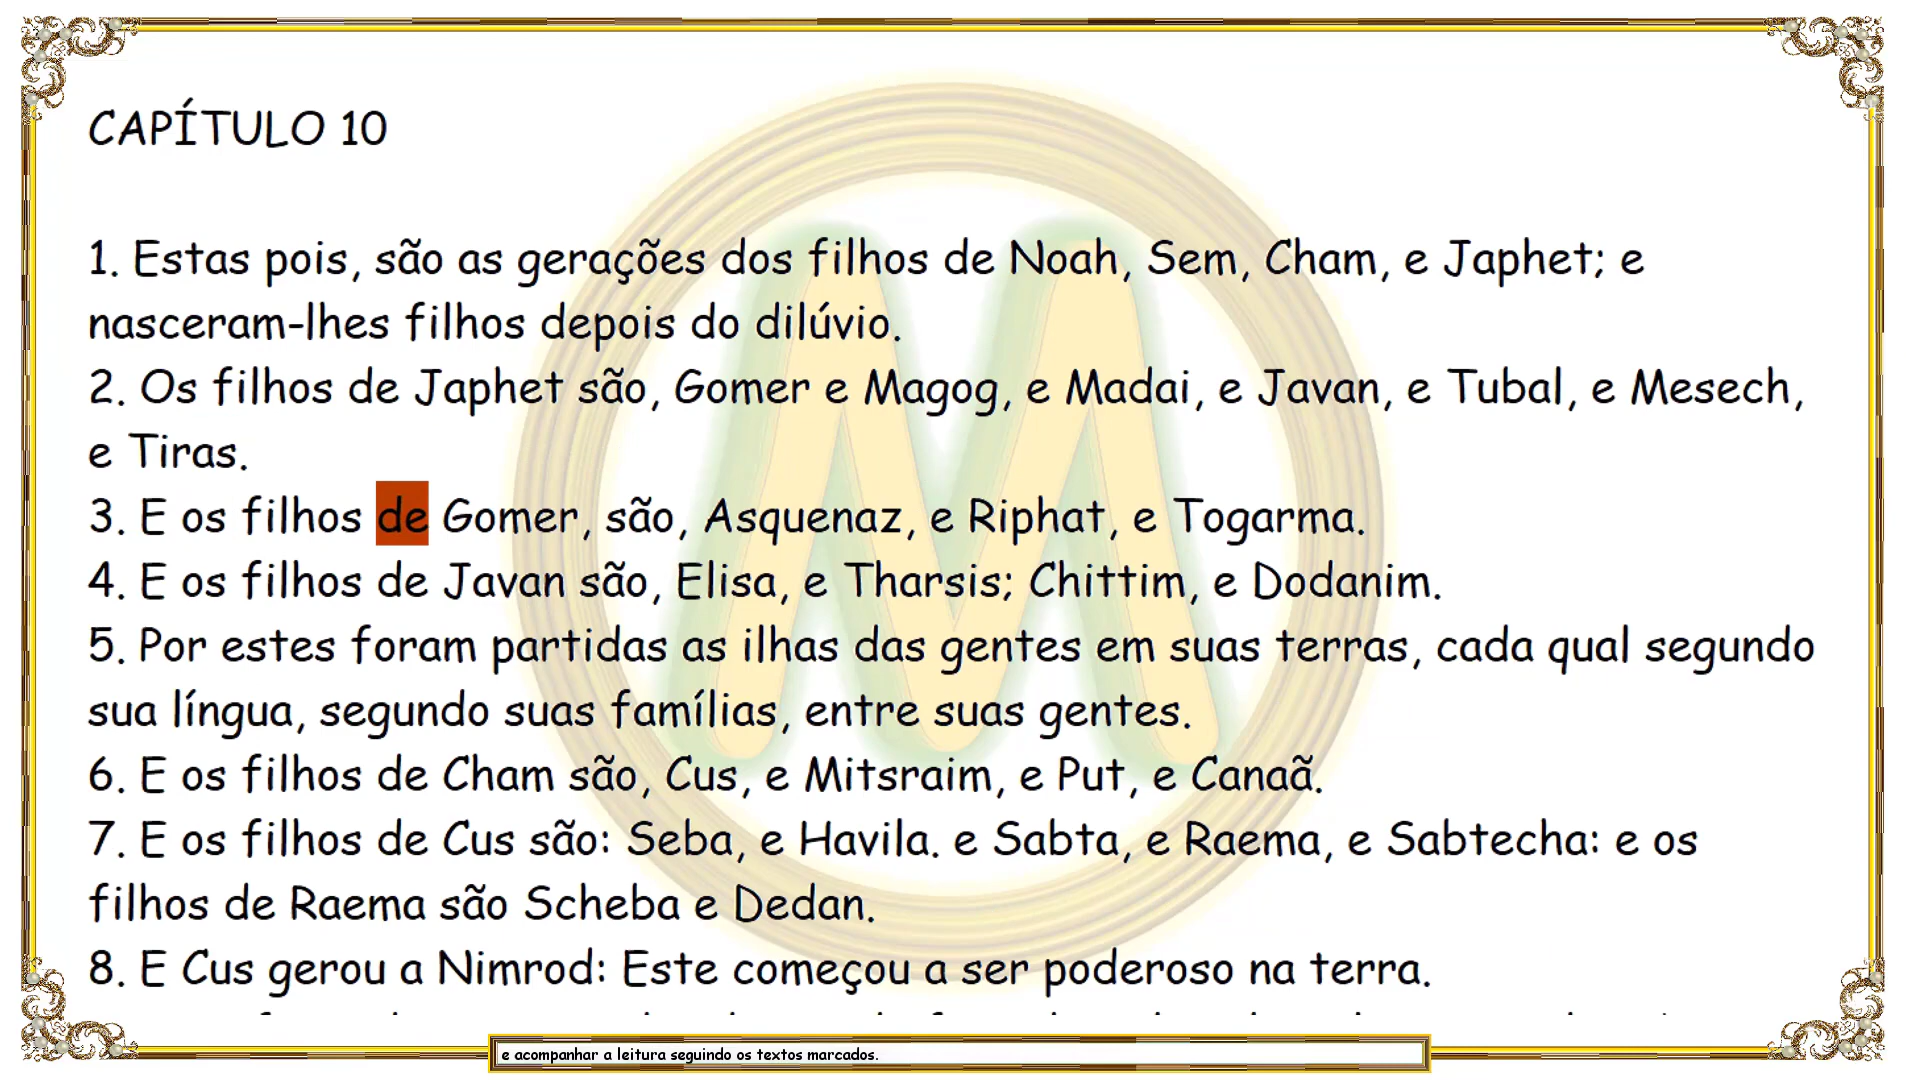 CAPÍTULO 10
1. Estas pois, são as gerações dos filhos de Noah, Sem, Cham, e Japhet; e
nasceram-lhes filhos depois do dilúvio.
2. Os filhos de Japhet são, Gomer e Magog, e Madai, e Javan, e Tubal, e Mesech,
e Tiras.
3. E os filhos de Gomer, são, Asquenaz, e Riphat, e Togarma.
4. E os filhos de Javan são, Elisa, e Tharsis; Chittim, e Dodanim.
5. Por estes foram partidas as ilhas das gentes em suas terras, cada qual segundo
sua língua, segundo suas famílias, entre suas gentes.
6. E os filhos de Cham são, Cus, e Mitsraim, e Put, e Canaã.
7. E os filhos de Cus são: Seba, e Havila. e Sabta, e Raema, e Sabtecha: e os
filhos de Raema são Scheba e Dedan.
8. E Cus gerou a Nimrod: Este começou a ser poderoso na terra.
e acompanhar a leitura seguindo os textos marcados.